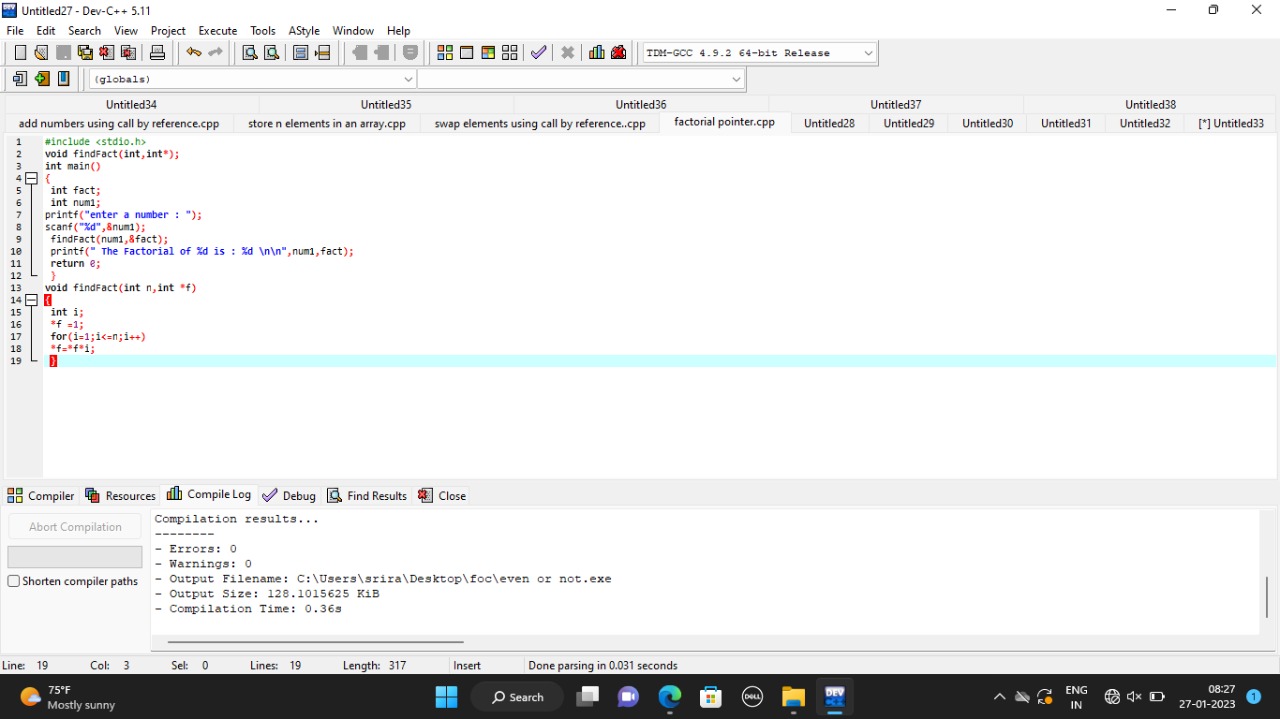 Untitled27 - Dev-C++ 5.11
File Edit Search View Project Execute Tools AStyle Window Help
TDM-GCC 4.9.2 64-bit Release
(globals)
Untitled34 Untitled35 Untitled36 Untitled37 Untitled38
add numbers using call by reference.cpp store n elements in an array.cpp swap elements using call by reference..cpp factorial pointer.cpp Untitled28 Untitled29 Untitled30 Untitled31 Untitled32 [*] Untitled33
1 #include <stdio.h>
2 void findFact(int,int*);
3 int main()
4 {
5 int fact;
6 int num1;
7 printf("enter a number : ");
8 scanf("%d",&num1);
9 findFact(num1,&fact);
10 printf(" The Factorial of %d is : %d \n\n",num1,fact);
11 return 0;
12 }
13 void findFact(int n,int *f)
14 {
15 int i;
16 *f =1;
17 for(i=1;i<=n;i++)
18 *f=*f*i;
19 }
Compiler Resources Compile Log Debug Find Results Close
Abort Compilation
Shorten compiler paths
Compilation results...
--------
- Errors: 0
- Warnings: 0
- Output Filename: C:\Users\srira\Desktop\foc\even or not.exe
- Output Size: 128.1015625 KiB
- Compilation Time: 0.36s
Line: 19 Col: 3 Sel: 0 Lines: 19 Length: 317 Insert Done parsing in 0.031 seconds
75°F
Mostly sunny
Search
DELL
DEV
ENG
IN
08:27
27-01-2023
1